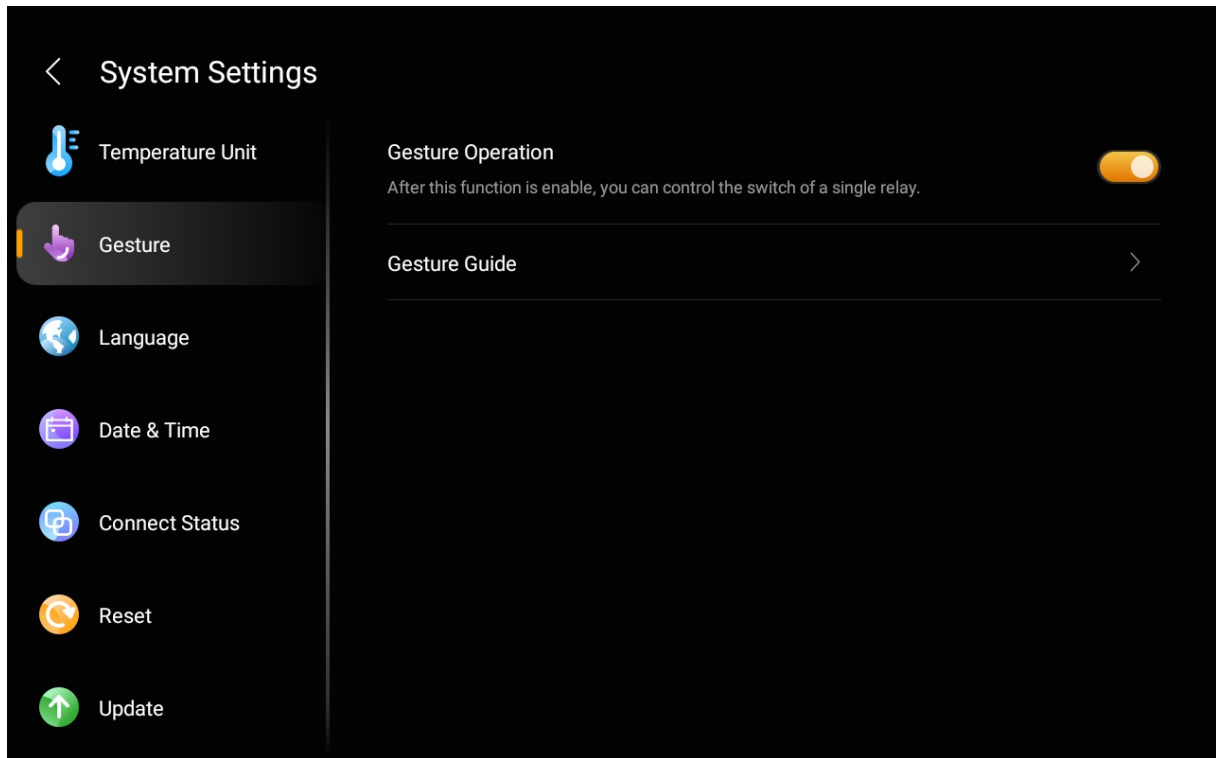 System Settings
Temperature Unit
Gesture
Language
Date & Time
Connect Status
Reset
Update
Gesture Operation
After this function is enable, you can control the switch of a single relay.
Gesture Guide